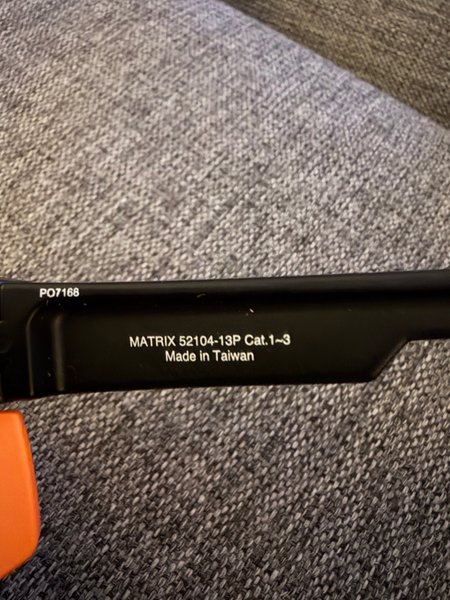 PO7168
MATRIX 52104-13P Cat.1~3
Made in Taiwan